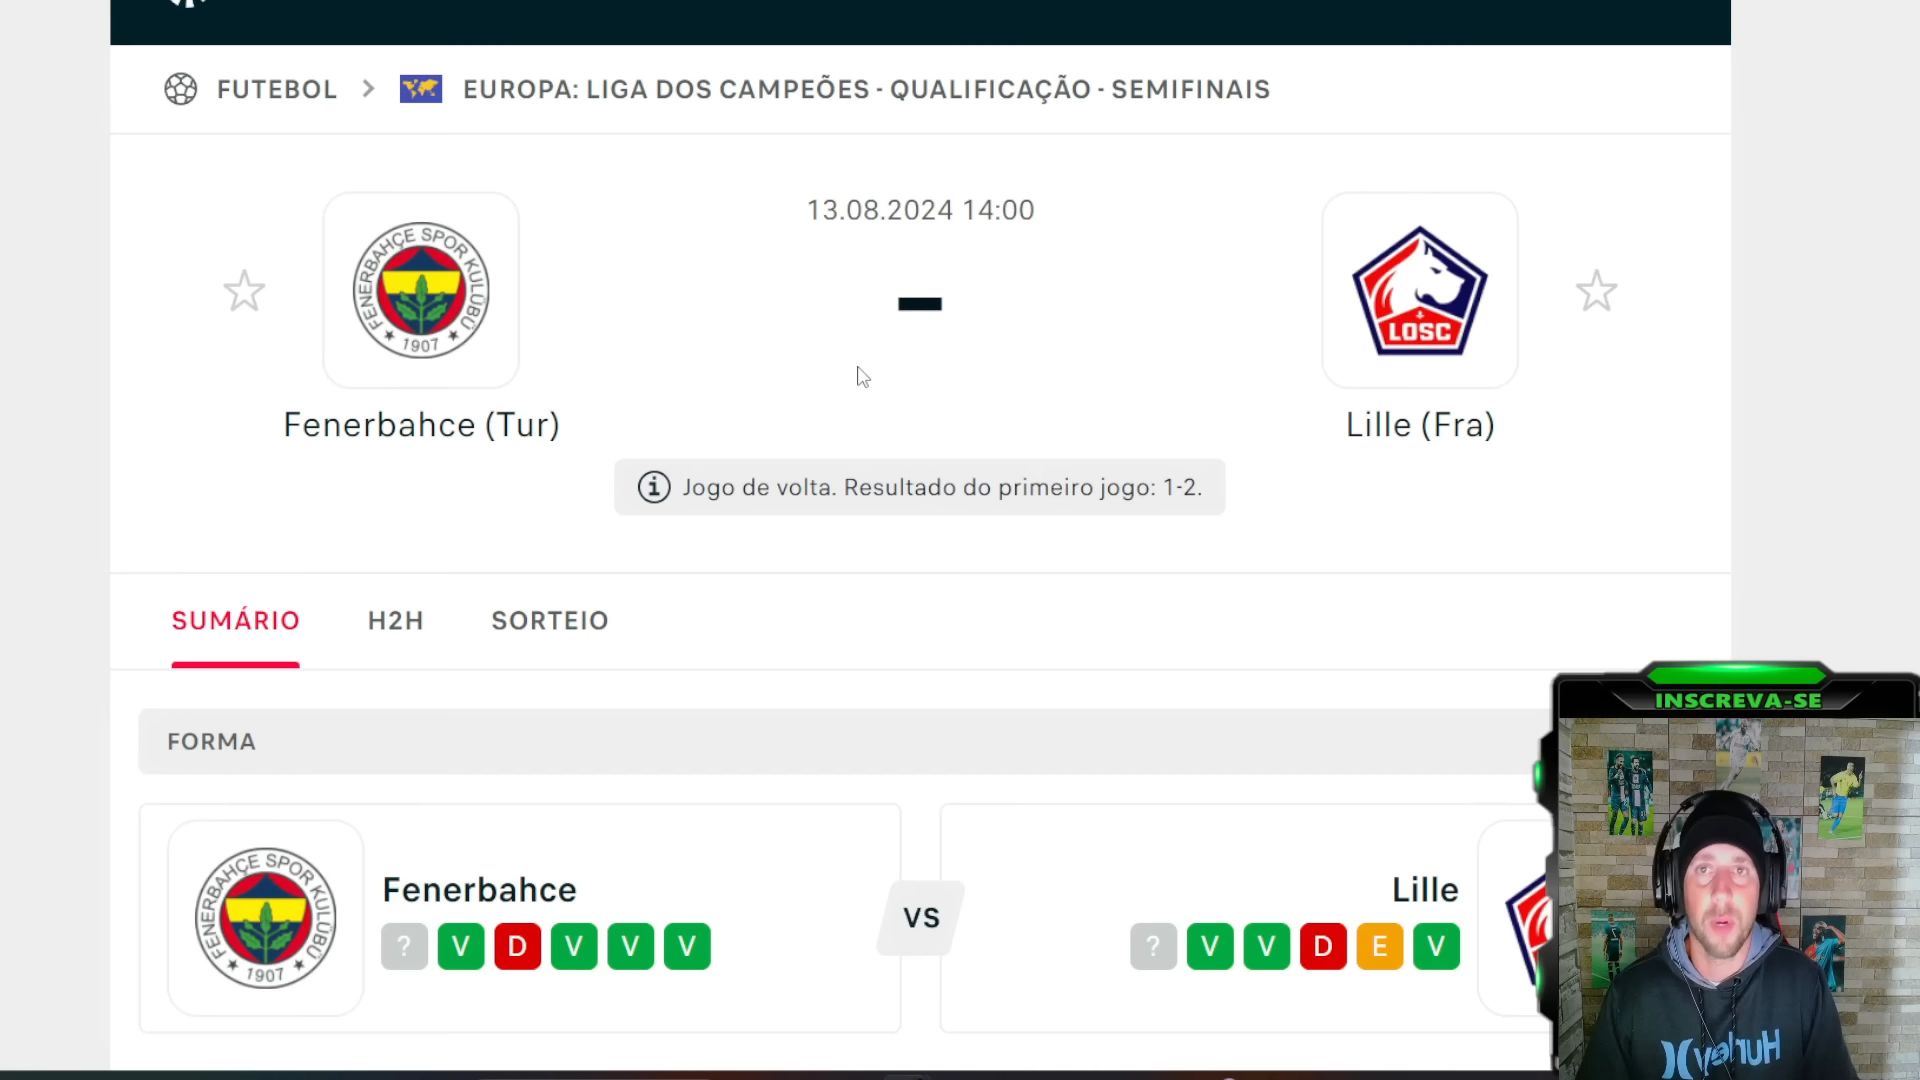 FUTEBOL > EUROPA: LIGA DOS CAMPEÕES - QUALIFICAÇÃO - SEMIFINAIS
13.08.2024 14:00
-
FENERBAHÇE SPOR KULÜBÜ
★ 1907 ★
LOSC
Fenerbahce (Tur)
Lille (Fra)
Jogo de volta. Resultado do primeiro jogo: 1-2.
SUMÁRIO H2H SORTEIO
FORMA
FENERBAHÇE SPOR KULÜBÜ
★ 1907 ★
Fenerbahce
? V D V V V
VS
Lille
? V V D E V
INSCREVA-SE
Hurley